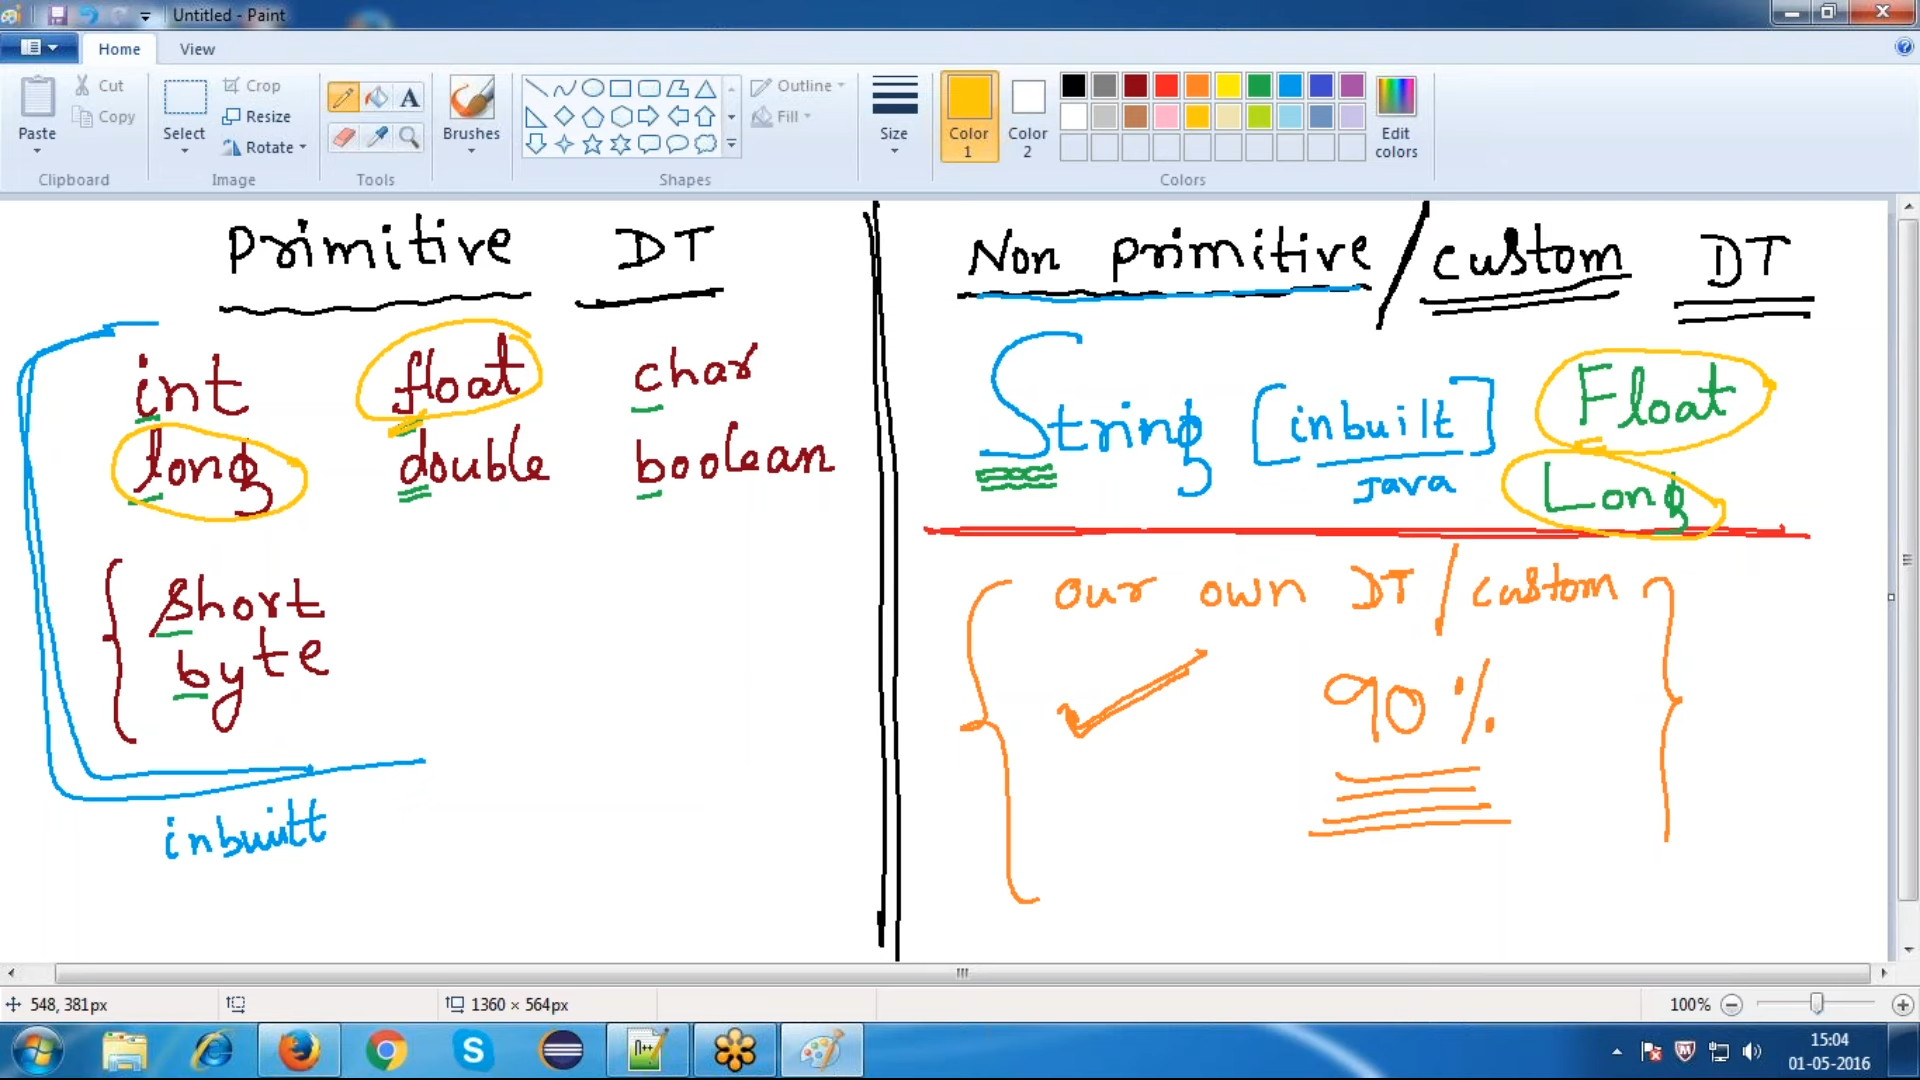 Untitled - Paint
Home View
Cut
Copy
Paste
Clipboard
Crop
Resize
Rotate
Select
Image
A
Tools
Brushes
Shapes
Outline
Fill
Size
Color 1
Color 2
Edit colors
Colors
Primitive DT
int float char
long double boolean
short
byte
inbuitt
Non primitive / custom DT
String [inbuilt] Float
Java Long
our own DT / custom
90 %
548, 381px
1360 × 564px
100%
N++
S
15:04
01-05-2016